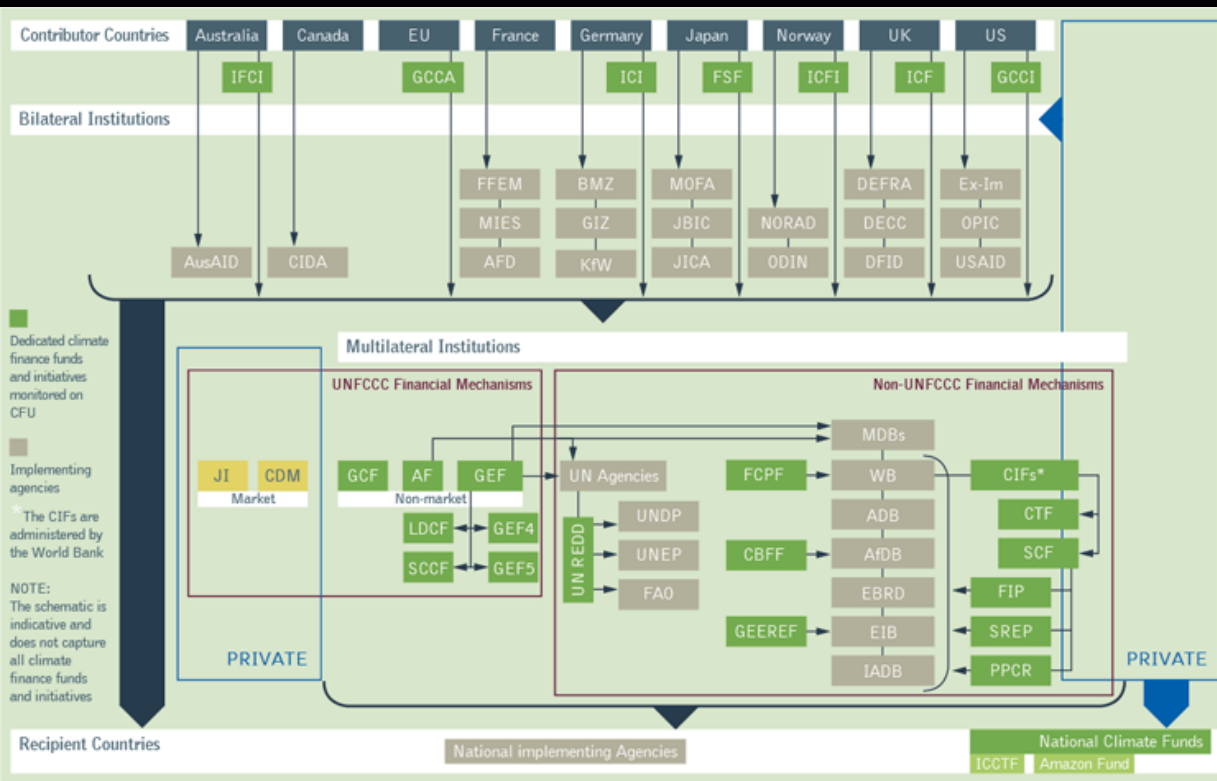 Contributor Countries
Australia
Canada
EU
France
Germany
Japan
Norway
UK
US
IFCI
GCCA
ICI
FSF
ICFI
ICF
GCCI
Bilateral Institutions
FFEM
BMZ
MOFA
DEFRA
Ex-Im
MIES
GIZ
JBIC
NORAD
DECC
OPIC
AusAID
CIDA
AFD
KfW
JICA
ODIN
DFID
USAID
Dedicated climate
finance funds
and initiatives
monitored on
CFU
Implementing
agencies
*The CIFs are
administered by
the World Bank
NOTE:
The schematic is
indicative and
does not capture
all climate
finance funds
and initiatives
Multilateral Institutions
UNFCCC Financial Mechanisms
Non-UNFCCC Financial Mechanisms
JI
CDM
Market
GCF
AF
GEF
Non-market
LDCF
GEF4
SCCF
GEF5
PRIVATE
UN Agencies
UN REDD
UNDP
UNEP
FAO
MDBs
FCPF
WB
CIFs*
ADB
CTF
CBFF
AfDB
SCF
EBRD
FIP
GEEREF
EIB
SREP
IADB
PPCR
PRIVATE
Recipient Countries
National implementing Agencies
National Climate Funds
ICCTF
Amazon Fund